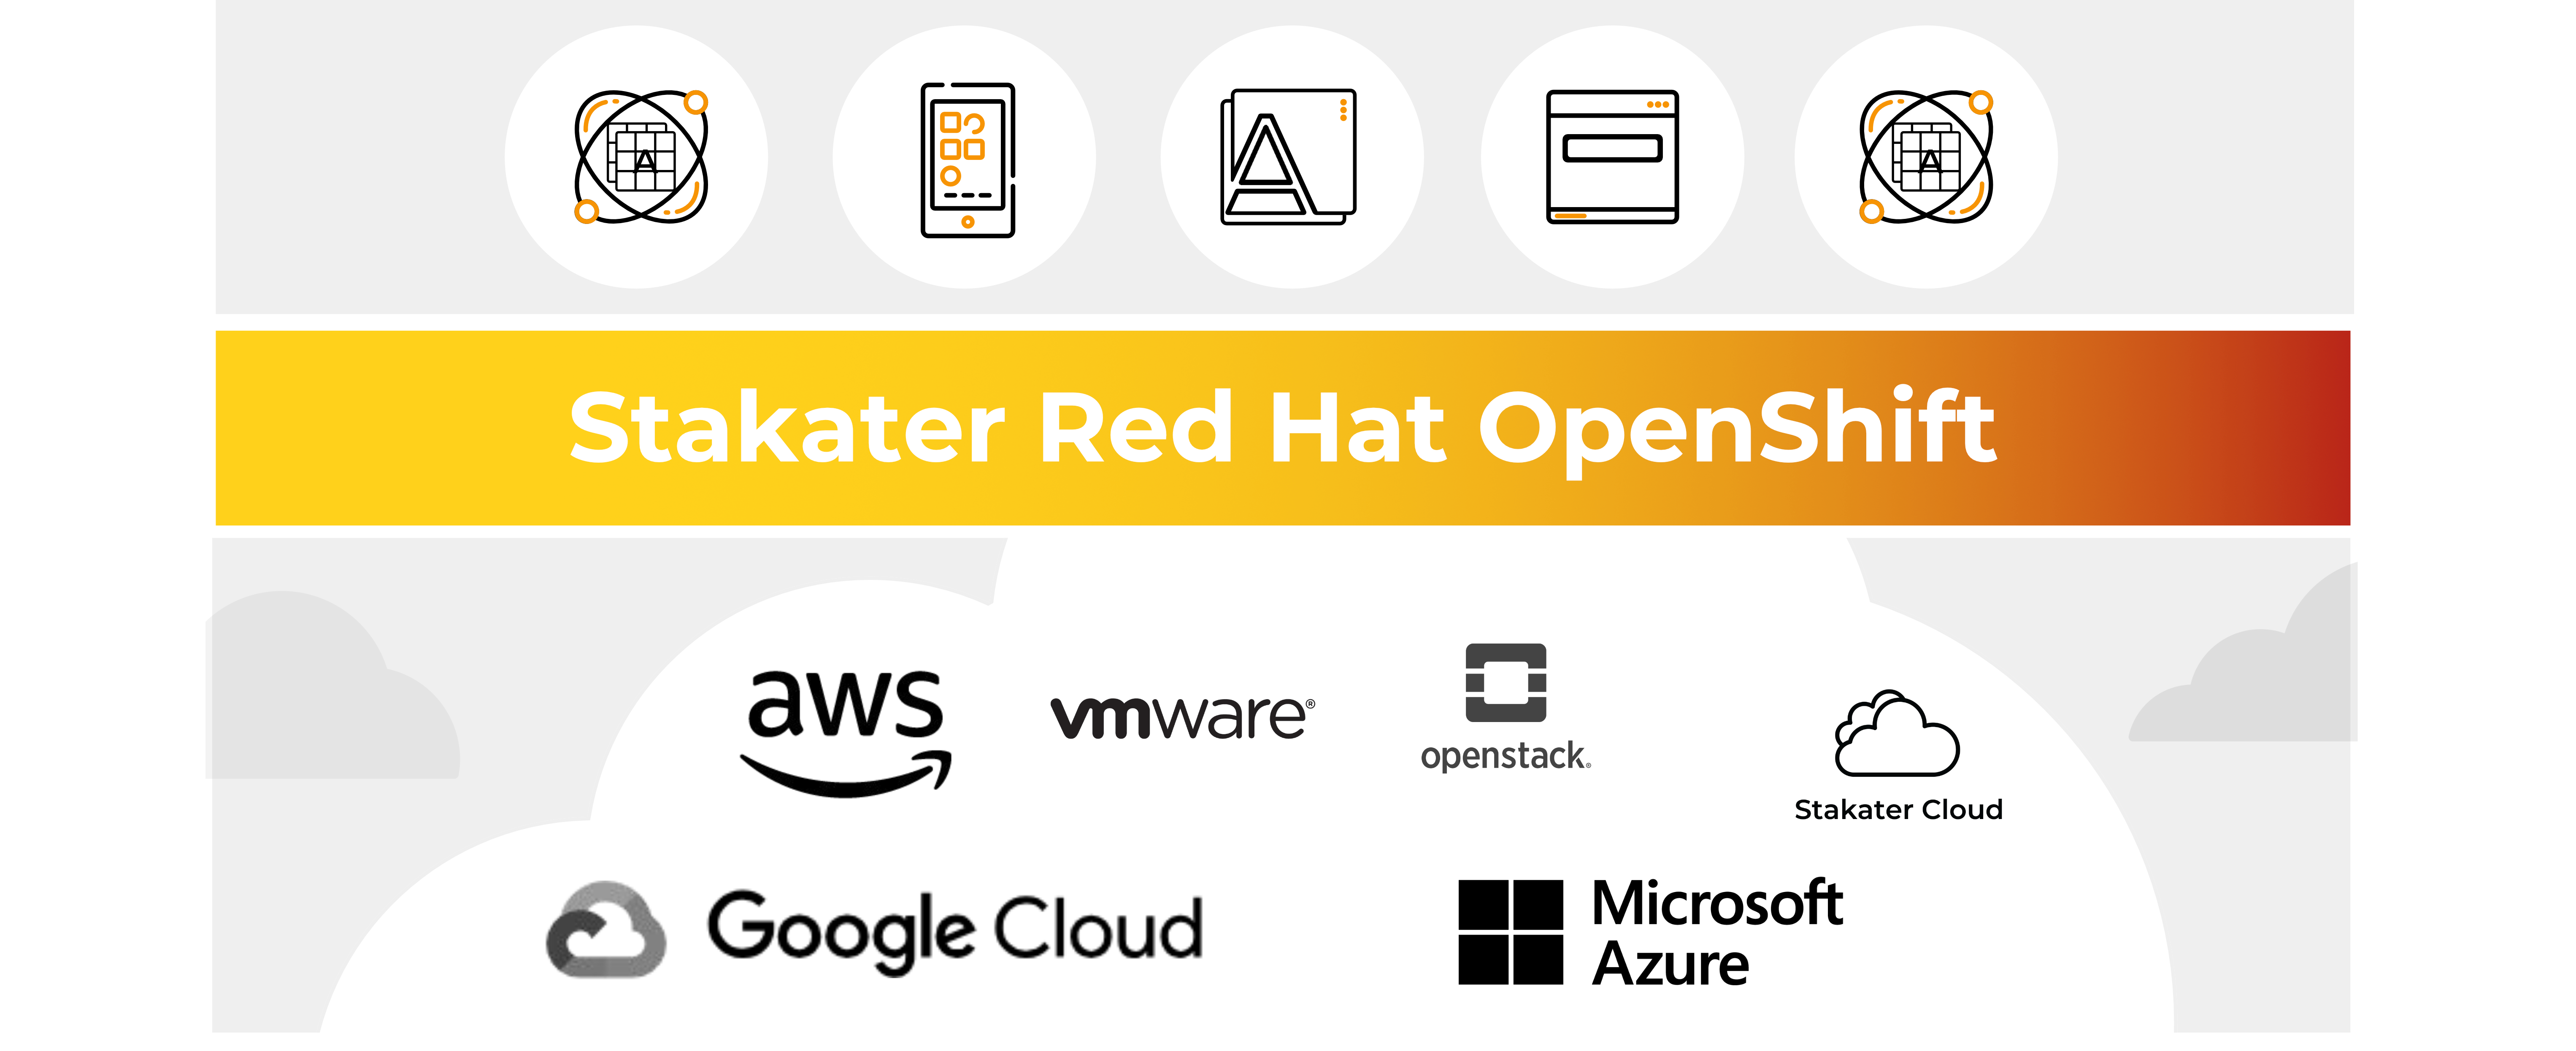 A
A
A
Stakater Red Hat OpenShift
aws
vmware®
openstack®
Stakater Cloud
Google Cloud
Microsoft
Azure